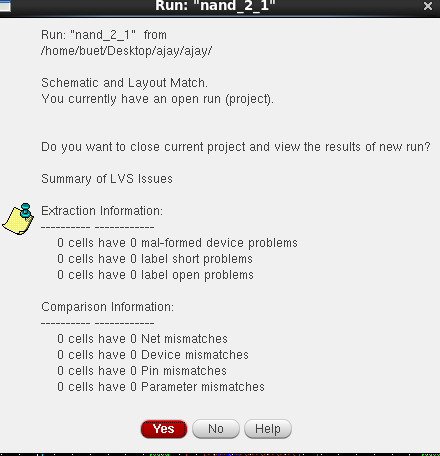 Run: "nand_2_1"
Run: "nand_2_1" from
/home/buet/Desktop/ajay/ajay/
Schematic and Layout Match.
You currently have an open run (project).
Do you want to close current project and view the results of new run?
Summary of LVS Issues
Extraction Information:
---------- ------------
0 cells have 0 mal-formed device problems
0 cells have 0 label short problems
0 cells have 0 label open problems
Comparison Information:
---------- ------------
0 cells have 0 Net mismatches
0 cells have 0 Device mismatches
0 cells have 0 Pin mismatches
0 cells have 0 Parameter mismatches
Yes No Help